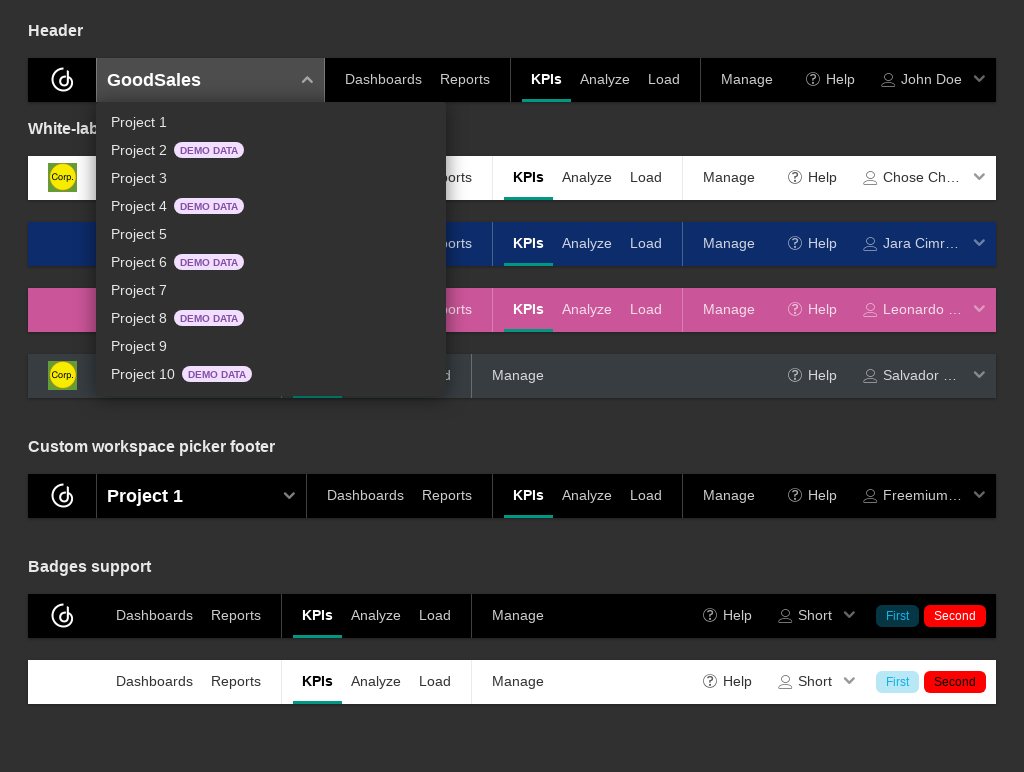 Header
GoodSales Dashboards Reports KPIs Analyze Load Manage Help John Doe
Project 1
White-lab
Project 2 DEMO DATA
Corp. Project 3 ports KPIs Analyze Load Manage Help Chose Ch…
Project 4 DEMO DATA
Project 5 ports KPIs Analyze Load Manage Help Jara Cimr…
Project 6 DEMO DATA
Project 7
Project 8 DEMO DATA ports KPIs Analyze Load Manage Help Leonardo …
Project 9
Corp. Project 10 DEMO DATA d Manage Help Salvador …
Custom workspace picker footer
Project 1 Dashboards Reports KPIs Analyze Load Manage Help Freemium…
Badges support
Dashboards Reports KPIs Analyze Load Manage Help Short First Second
Dashboards Reports KPIs Analyze Load Manage Help Short First Second